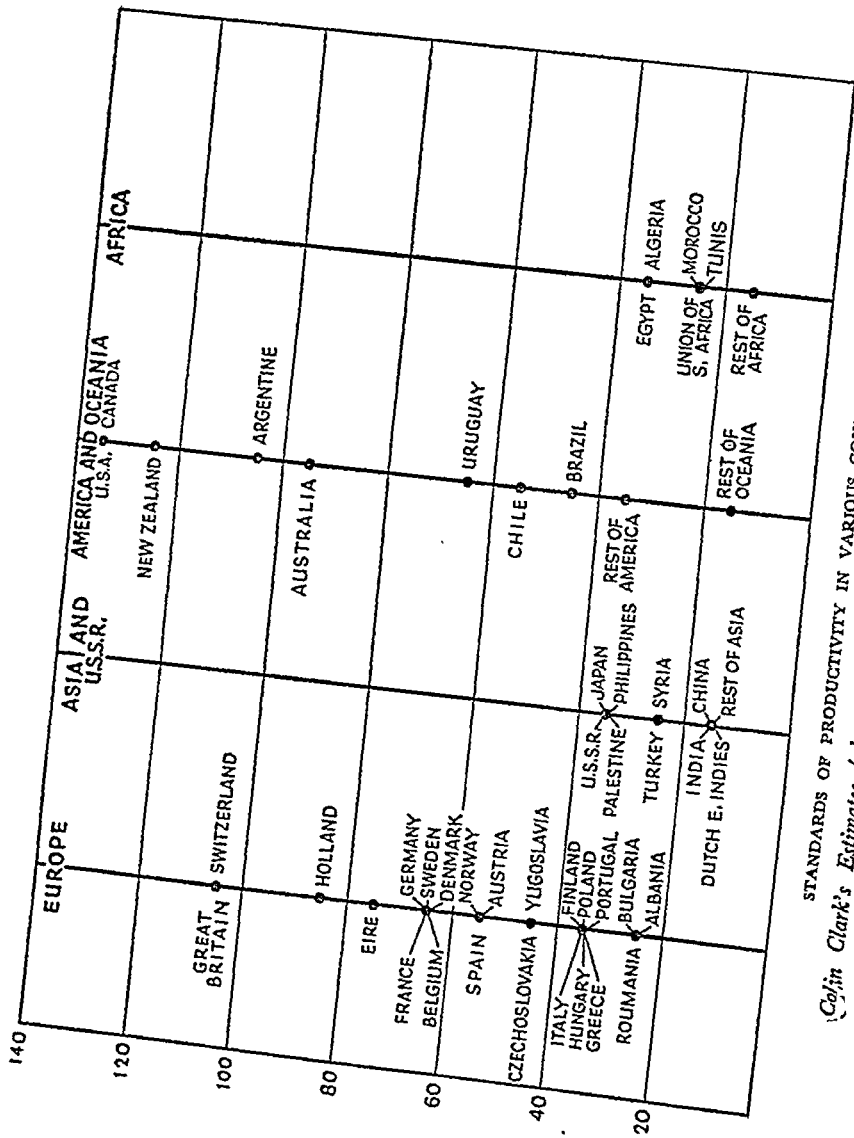 140
120
100
80
60
40
20
EUROPE
GREAT
BRITAIN
SWITZERLAND
HOLLAND
EIRE
FRANCE
BELGIUM
GERMANY
SWEDEN
DENMARK
NORWAY
SPAIN
AUSTRIA
CZECHOSLOVAKIA
YUGOSLAVIA
ITALY
HUNGARY
GREECE
FINLAND
POLAND
PORTUGAL
ROUMANIA
BULGARIA
ALBANIA
ASIA AND
U.S.S.R.
U.S.S.R.
PALESTINE
JAPAN
PHILIPPINES
TURKEY
SYRIA
INDIA
DUTCH E. INDIES
CHINA
REST OF ASIA
AMERICA AND OCEANIA
U.S.A. CANADA
NEW ZEALAND
ARGENTINE
AUSTRALIA
URUGUAY
CHILE
BRAZIL
REST OF
AMERICA
REST OF
OCEANIA
AFRICA
EGYPT
ALGERIA
UNION OF
S. AFRICA
MOROCCO
TUNIS
REST OF
AFRICA
STANDARDS OF PRODUCTIVITY IN VARIOUS
(Colin Clark's Estimates